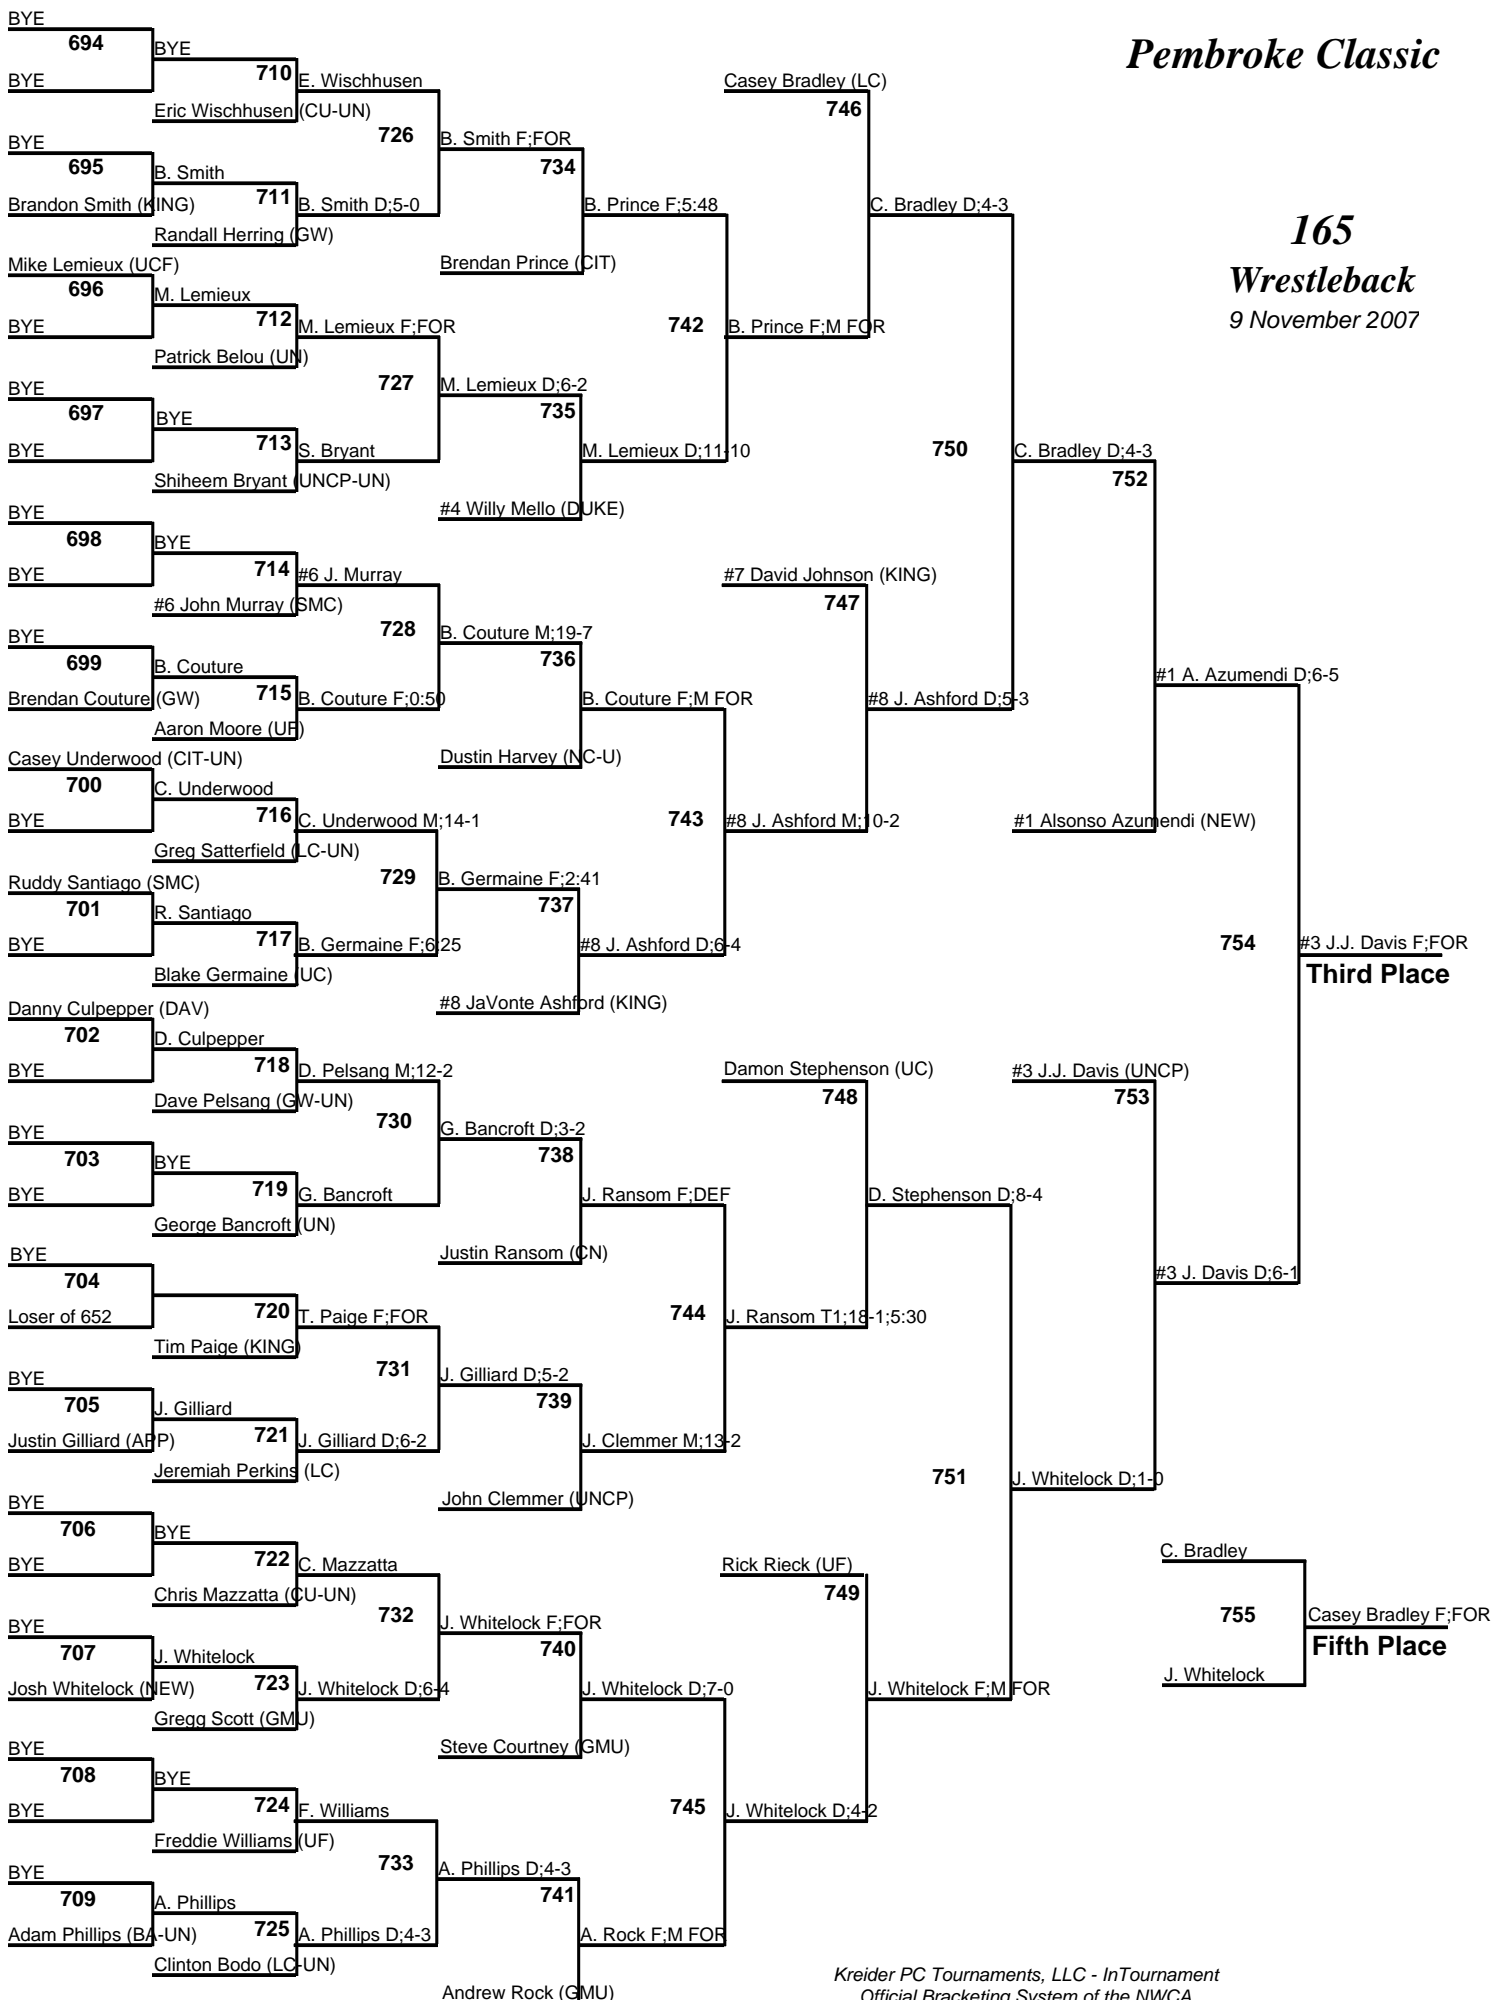 BYE
694
BYE
BYE
710
E. Wischhusen
Eric Wischhusen (CU-UN)
726
BYE
695
Brandon Smith (KING)
B. Smith
711
B. Smith D;5-0
Randall Herring (GW)
B. Smith F;FOR
734
B. Prince F;5:48
Brendan Prince (CIT)
Mike Lemieux (UCF)
696
BYE
M. Lemieux
712
M. Lemieux F;FOR
Patrick Belou (UN)
727
BYE
697
BYE
BYE
713
S. Bryant
Shiheem Bryant (UNCP-UN)
M. Lemieux D;6-2
735
M. Lemieux D;11-10
#4 Willy Mello (DUKE)
742
B. Prince F;M FOR
Casey Bradley (LC)
746
C. Bradley D;4-3
Pembroke Classic
165
Wrestleback
9 November 2007
BYE
698
BYE
BYE
714
#6 J. Murray
#6 John Murray (SMC)
728
BYE
699
Brendan Couture (GW)
B. Couture
715
B. Couture F;0:50
Aaron Moore (UF)
B. Couture M;19-7
736
B. Couture F;M FOR
Dustin Harvey (NC-U)
Casey Underwood (CIT-UN)
700
BYE
C. Underwood
716
C. Underwood M;14-1
Greg Satterfield (LC-UN)
729
Ruddy Santiago (SMC)
701
BYE
R. Santiago
717
B. Germaine F;6:25
Blake Germaine (UC)
B. Germaine F;2:41
737
#8 J. Ashford D;6-4
#8 JaVonte Ashford (KING)
743
#8 J. Ashford M;10-2
#7 David Johnson (KING)
747
#8 J. Ashford D;5-3
750
C. Bradley D;4-3
752
#1 A. Azumendi D;6-5
#1 Alsonso Azumendi (NEW)
754
#3 J.J. Davis F;FOR
Third Place
Danny Culpepper (DAV)
702
BYE
D. Culpepper
718
D. Pelsang M;12-2
Dave Pelsang (GW-UN)
730
BYE
703
BYE
BYE
719
G. Bancroft
George Bancroft (UN)
G. Bancroft D;3-2
738
J. Ransom F;DEF
Justin Ransom (CN)
BYE
704
Loser of 652
720
T. Paige F;FOR
Tim Paige (KING)
731
BYE
705
Justin Gilliard (APP)
J. Gilliard
721
J. Gilliard D;6-2
Jeremiah Perkins (LC)
J. Gilliard D;5-2
739
J. Clemmer M;13-2
John Clemmer (UNCP)
744
J. Ransom T1;18-1;5:30
Damon Stephenson (UC)
748
D. Stephenson D;8-4
#3 J.J. Davis (UNCP)
753
#3 J. Davis D;6-1
751
J. Whitelock D;1-0
BYE
706
BYE
BYE
722
C. Mazzatta
Chris Mazzatta (CU-UN)
732
BYE
707
Josh Whitelock (NEW)
J. Whitelock
723
J. Whitelock D;6-4
Gregg Scott (GMU)
J. Whitelock F;FOR
740
J. Whitelock D;7-0
Steve Courtney (GMU)
BYE
708
BYE
BYE
724
F. Williams
Freddie Williams (UF)
733
BYE
709
Adam Phillips (BA-UN)
A. Phillips
725
A. Phillips D;4-3
Clinton Bodo (LC-UN)
A. Phillips D;4-3
741
A. Rock F;M FOR
Andrew Rock (GMU)
745
J. Whitelock D;4-2
Rick Rieck (UF)
749
J. Whitelock F;M FOR
C. Bradley
755
Casey Bradley F;FOR
Fifth Place
J. Whitelock
Kreider PC Tournaments, LLC - InTournament
Official Bracketing System of the NWCA